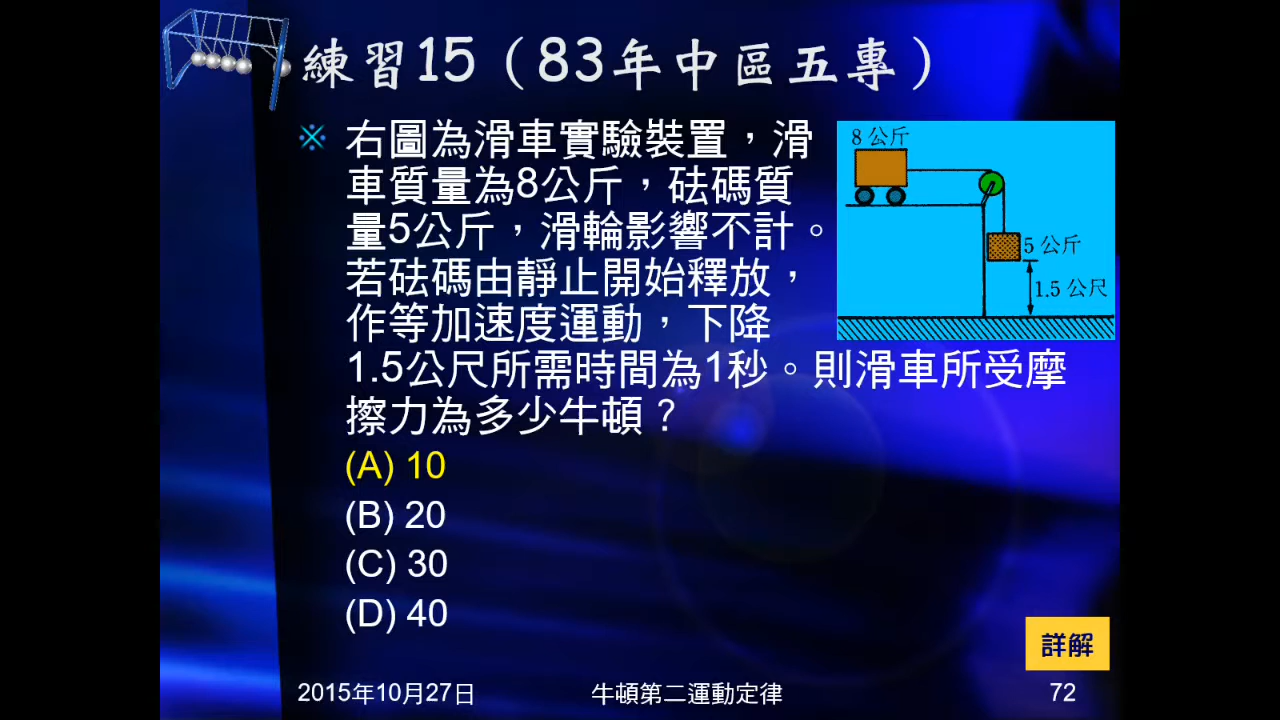 練習15（83年中區五專）
※ 右圖為滑車實驗裝置，滑
車質量為8公斤，砝碼質
量5公斤，滑輪影響不計。
若砝碼由靜止開始釋放，
作等加速度運動，下降
1.5公尺所需時間為1秒。則滑車所受摩
擦力為多少牛頓？
(A) 10
(B) 20
(C) 30
(D) 40
8 公斤
5 公斤
1.5 公尺
詳解
2015年10月27日
牛頓第二運動定律
72